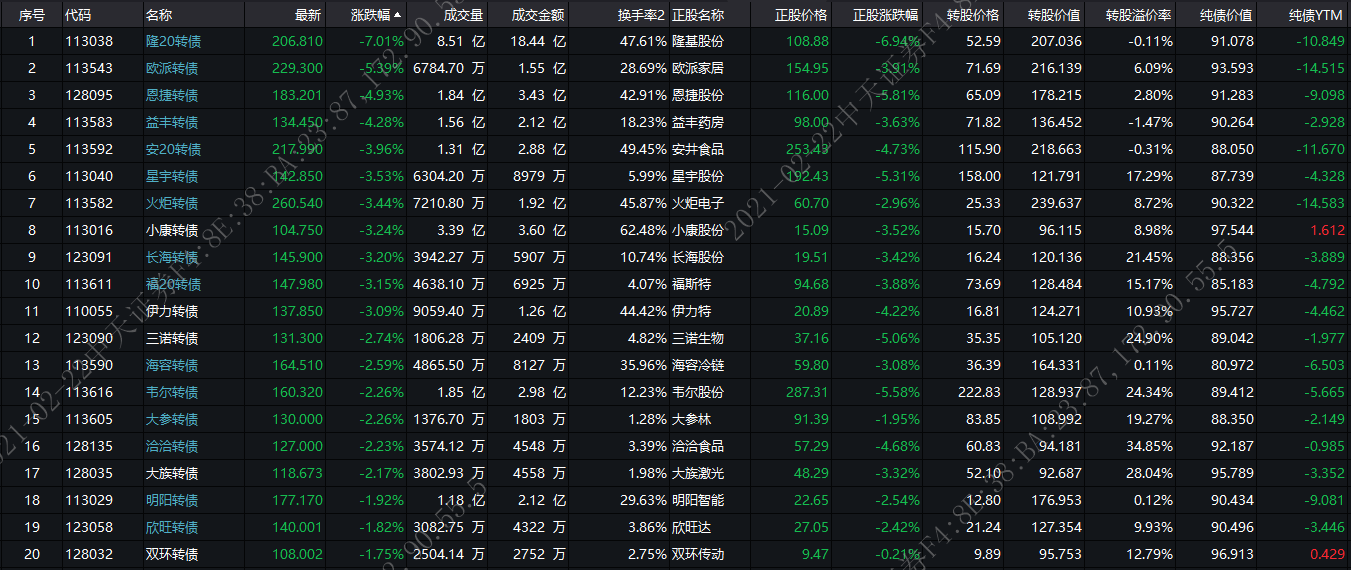 序号 代码 名称 最新 涨跌幅 成交量 成交金额 换手率2 正股名称 正股价格 正股涨跌幅 转股价格 转股价值 转股溢价率 纯债价值 纯债YTM
1 113038 隆20转债 206.810 -7.01% 8.51 亿 18.44 亿 47.61% 隆基股份 108.88 -6.94% 52.59 207.036 -0.11% 91.078 -10.849
2 113543 欧派转债 229.300 -5.39% 6784.70 万 1.55 亿 28.69% 欧派家居 154.95 -3.91% 71.69 216.139 6.09% 93.593 -14.515
3 128095 恩捷转债 183.201 -4.93% 1.84 亿 3.43 亿 42.91% 恩捷股份 116.00 -5.81% 65.09 178.215 2.80% 91.283 -9.098
4 113583 益丰转债 134.450 -4.28% 1.56 亿 2.12 亿 18.23% 益丰药房 98.00 -3.63% 71.82 136.452 -1.47% 90.264 -2.928
5 113592 安20转债 217.990 -3.96% 1.31 亿 2.88 亿 49.45% 安井食品 253.43 -4.73% 115.90 218.663 -0.31% 88.050 -11.670
6 113040 星宇转债 142.850 -3.53% 6304.20 万 8979 万 5.99% 星宇股份 192.43 -5.31% 158.00 121.791 17.29% 87.739 -4.328
7 113582 火炬转债 260.540 -3.44% 7210.80 万 1.92 亿 45.87% 火炬电子 60.70 -2.96% 25.33 239.637 8.72% 90.322 -14.583
8 113016 小康转债 104.750 -3.24% 3.39 亿 3.60 亿 62.48% 小康股份 15.09 -3.52% 15.70 96.115 8.98% 97.544 1.612
9 123091 长海转债 145.900 -3.20% 3942.27 万 5907 万 10.74% 长海股份 19.51 -3.42% 16.24 120.136 21.45% 88.356 -3.889
10 113611 福20转债 147.980 -3.15% 4638.10 万 6925 万 4.07% 福斯特 94.68 -3.88% 73.69 128.484 15.17% 85.183 -4.792
11 110055 伊力转债 137.850 -3.09% 9059.40 万 1.26 亿 44.42% 伊力特 20.89 -4.22% 16.81 124.271 10.93% 95.727 -4.462
12 123090 三诺转债 131.300 -2.74% 1806.28 万 2409 万 4.82% 三诺生物 37.16 -5.06% 35.35 105.120 24.90% 89.042 -1.977
13 113590 海容转债 164.510 -2.59% 4865.50 万 8127 万 35.96% 海容冷链 59.80 -3.08% 36.39 164.331 0.11% 80.972 -6.503
14 113616 韦尔转债 160.320 -2.26% 1.85 亿 2.98 亿 12.23% 韦尔股份 287.31 -5.58% 222.83 128.937 24.34% 89.412 -5.665
15 113605 大参转债 130.000 -2.26% 1376.70 万 1803 万 1.28% 大参林 91.39 -1.95% 83.85 108.992 19.27% 88.350 -2.149
16 128135 洽洽转债 127.000 -2.23% 3574.12 万 4548 万 3.39% 洽洽食品 57.29 -4.68% 60.83 94.181 34.85% 92.187 -0.985
17 128035 大族转债 118.673 -2.17% 3802.93 万 4558 万 1.98% 大族激光 48.29 -3.32% 52.10 92.687 28.04% 95.789 -3.352
18 113029 明阳转债 177.170 -1.92% 1.18 亿 2.12 亿 29.63% 明阳智能 22.65 -2.54% 12.80 176.953 0.12% 90.434 -9.081
19 123058 欣旺转债 140.001 -1.82% 3082.75 万 4322 万 3.86% 欣旺达 27.05 -2.42% 21.24 127.354 9.93% 90.496 -3.446
20 128032 双环转债 108.002 -1.75% 2504.14 万 2752 万 2.75% 双环传动 9.47 -0.21% 9.89 95.753 12.79% 96.913 0.429
2021-02-22中天证券F4:8E:38:BA:33:87,172.90.55.5